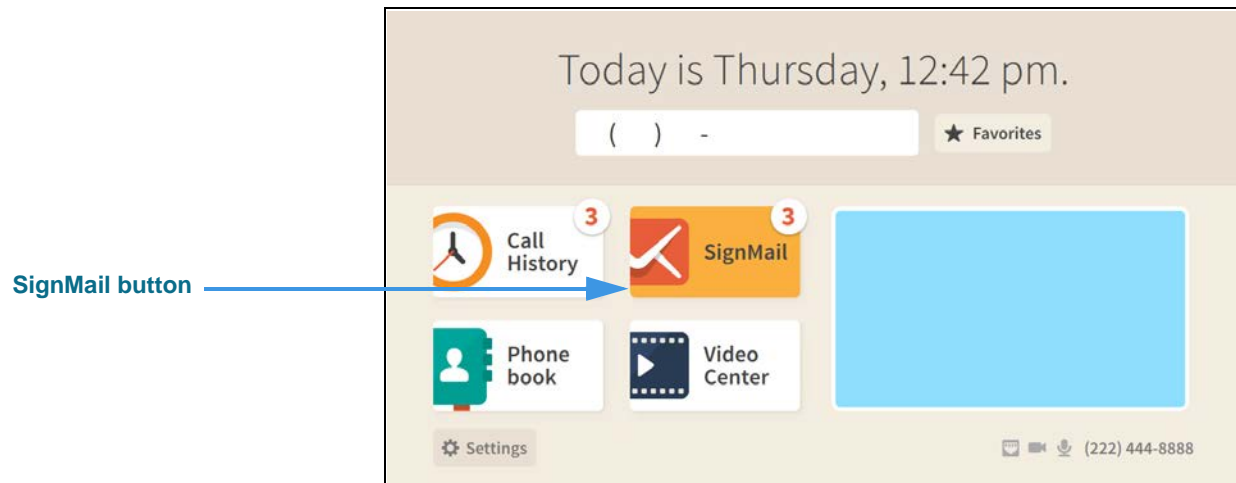 Today is Thursday, 12:42 pm.
( ) -
★ Favorites
3
3
Call
History
SignMail
SignMail button
Phone
book
Video
Center
Settings
(222) 444-8888